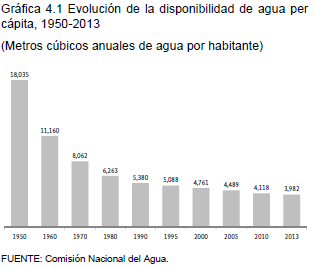 Gráfica 4.1 Evolución de la disponibilidad de agua per
cápita, 1950-2013
(Metros cúbicos anuales de agua por habitante)
18,035
11,160
8,062
6,263
5,380
5,088
4,761
4,489
4,118
3,982
1950 1960 1970 1980 1990 1995 2000 2005 2010 2013
FUENTE: Comisión Nacional del Agua.